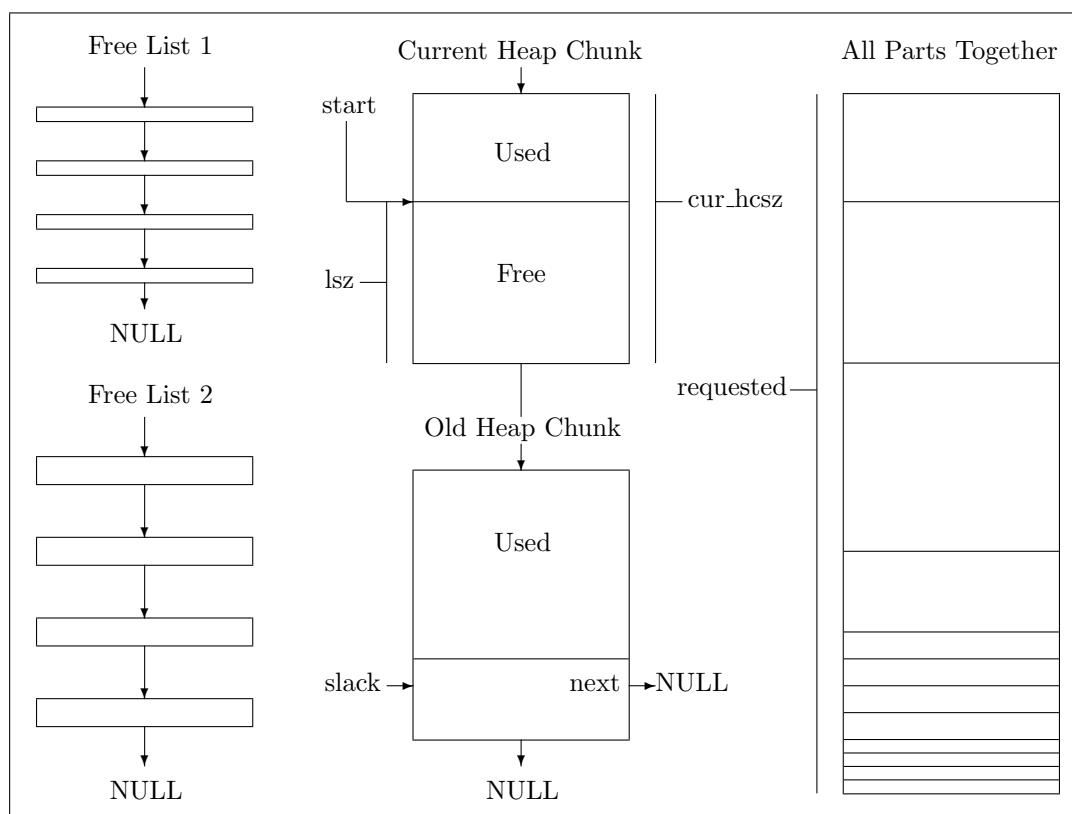 Free List 1
NULL
Free List 2
NULL
Current Heap Chunk
start
Used
cur_hcsz
lsz
Free
Old Heap Chunk
Used
slack
next
NULL
NULL
All Parts Together
requested